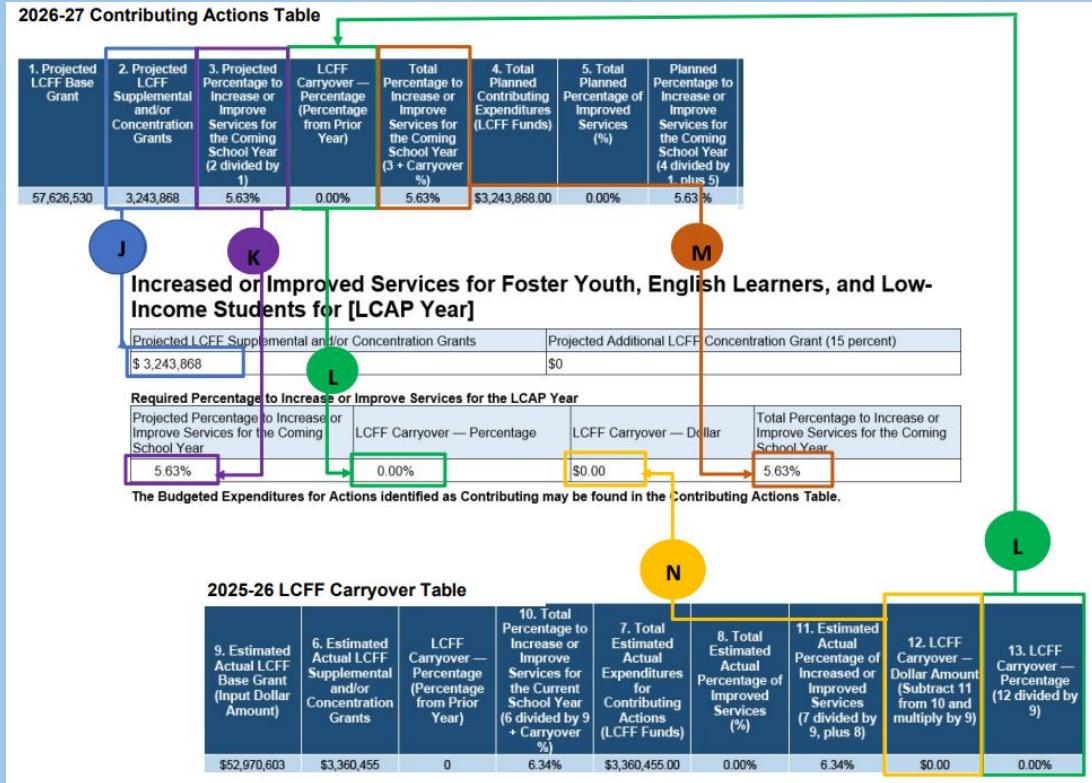 2026-27 Contributing Actions Table
1. Projected LCFF Base Grant
2. Projected LCFF Supplemental and/or Concentration Grants
3. Projected Percentage to Increase or Improve Services for the Coming School Year (2 divided by 1)
LCFF Carryover — Percentage (Percentage from Prior Year)
Total Percentage to Increase or Improve Services for the Coming School Year (3 + Carryover %)
4. Total Planned Contributing Expenditures (LCFF Funds)
5. Total Planned Percentage of Improved Services (%)
Planned Percentage to Increase or Improve Services for the Coming School Year (4 divided by 1, plus 5)
57,626,530 3,243,868 5.63% 0.00% 5.63% $3,243,868.00 0.00% 5.63%
J
K
M
Increased or Improved Services for Foster Youth, English Learners, and Low-
Income Students for [LCAP Year]
Projected LCFF Supplemental and/or Concentration Grants Projected Additional LCFF Concentration Grant (15 percent)
$ 3,243,868 $0
L
Required Percentage to Increase or Improve Services for the LCAP Year
Projected Percentage to Increase or Improve Services for the Coming School Year
LCFF Carryover — Percentage
LCFF Carryover — Dollar
Total Percentage to Increase or Improve Services for the Coming School Year
5.63% 0.00% $0.00 5.63%
The Budgeted Expenditures for Actions identified as Contributing may be found in the Contributing Actions Table.
L
N
2025-26 LCFF Carryover Table
9. Estimated Actual LCFF Base Grant (Input Dollar Amount)
6. Estimated Actual LCFF Supplemental and/or Concentration Grants
LCFF Carryover — Percentage (Percentage from Prior Year)
10. Total Percentage to Increase or Improve Services for the Current School Year (6 divided by 9 + Carryover %)
7. Total Estimated Actual Expenditures for Contributing Actions (LCFF Funds)
8. Total Estimated Actual Percentage of Improved Services (%)
11. Estimated Actual Percentage of Increased or Improved Services (7 divided by 9, plus 8)
12. LCFF Carryover — Dollar Amount (Subtract 11 from 10 and multiply by 9)
13. LCFF Carryover — Percentage (12 divided by 9)
$52,970,603 $3,360,455 0 6.34% $3,360,455.00 0.00% 6.34% $0.00 0.00%